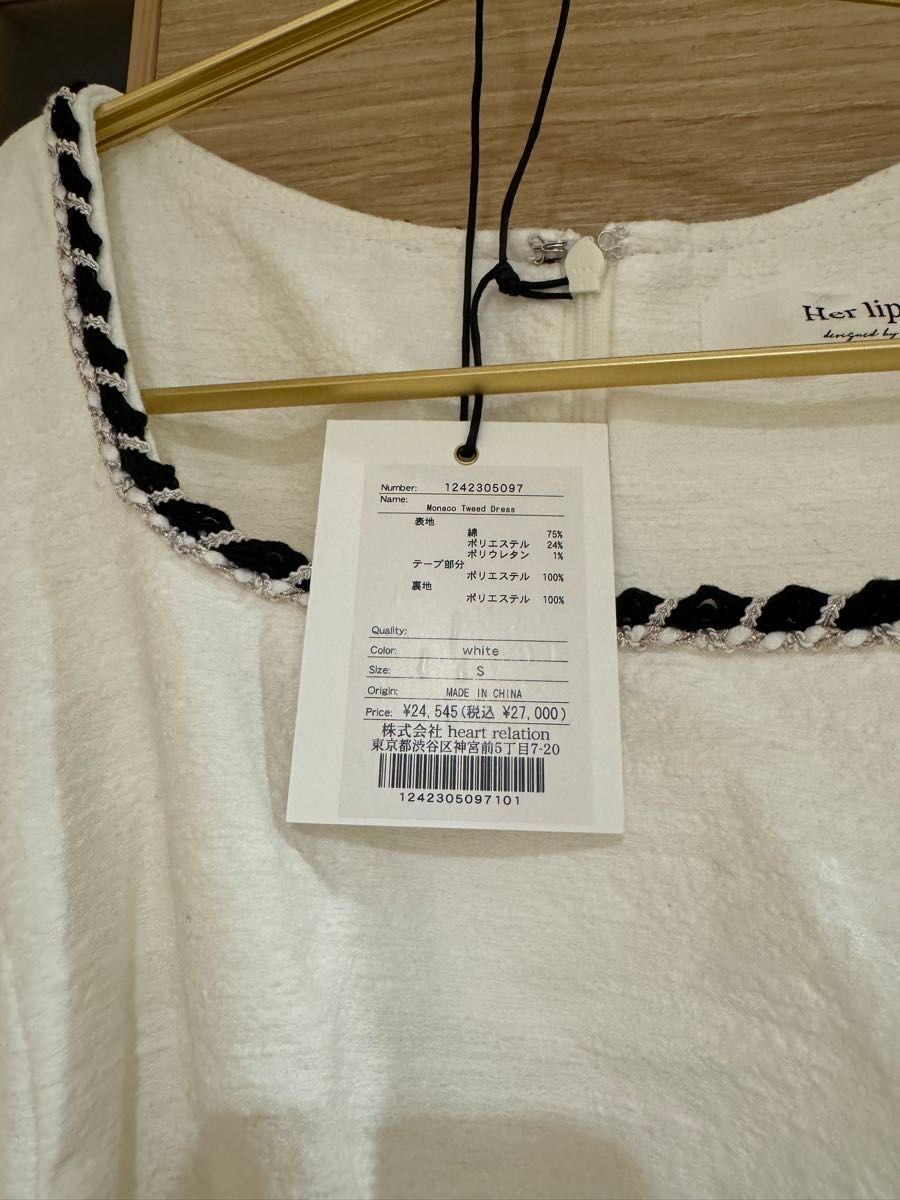 Her lip
designed by
Number: 1242305097
Name:
Monaco Tweed Dress
表地
綿 75%
ポリエステル 24%
ポリウレタン 1%
テープ部分
ポリエステル 100%
裏地
ポリエステル 100%
Quality:
Color: white
Size: S
Origin: MADE IN CHINA
Price: ¥24,545(税込 ¥27,000)
株式会社 heart relation
東京都渋谷区神宮前5丁目7-20
1242305097101